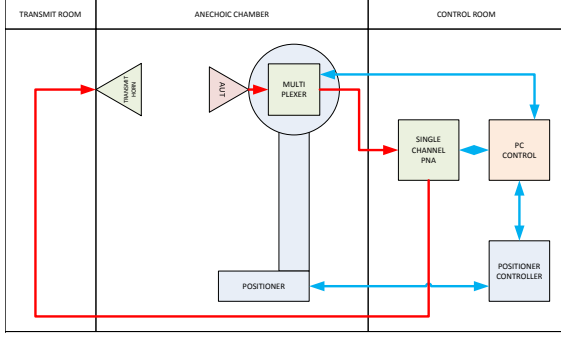 TRANSMIT ROOM
ANECHOIC CHAMBER
CONTROL ROOM
TRANSMIT
HORN
AUT
MULTI
PLEXER
SINGLE
CHANNEL
PNA
PC
CONTROL
POSITIONER
POSITIONER
CONTROLLER